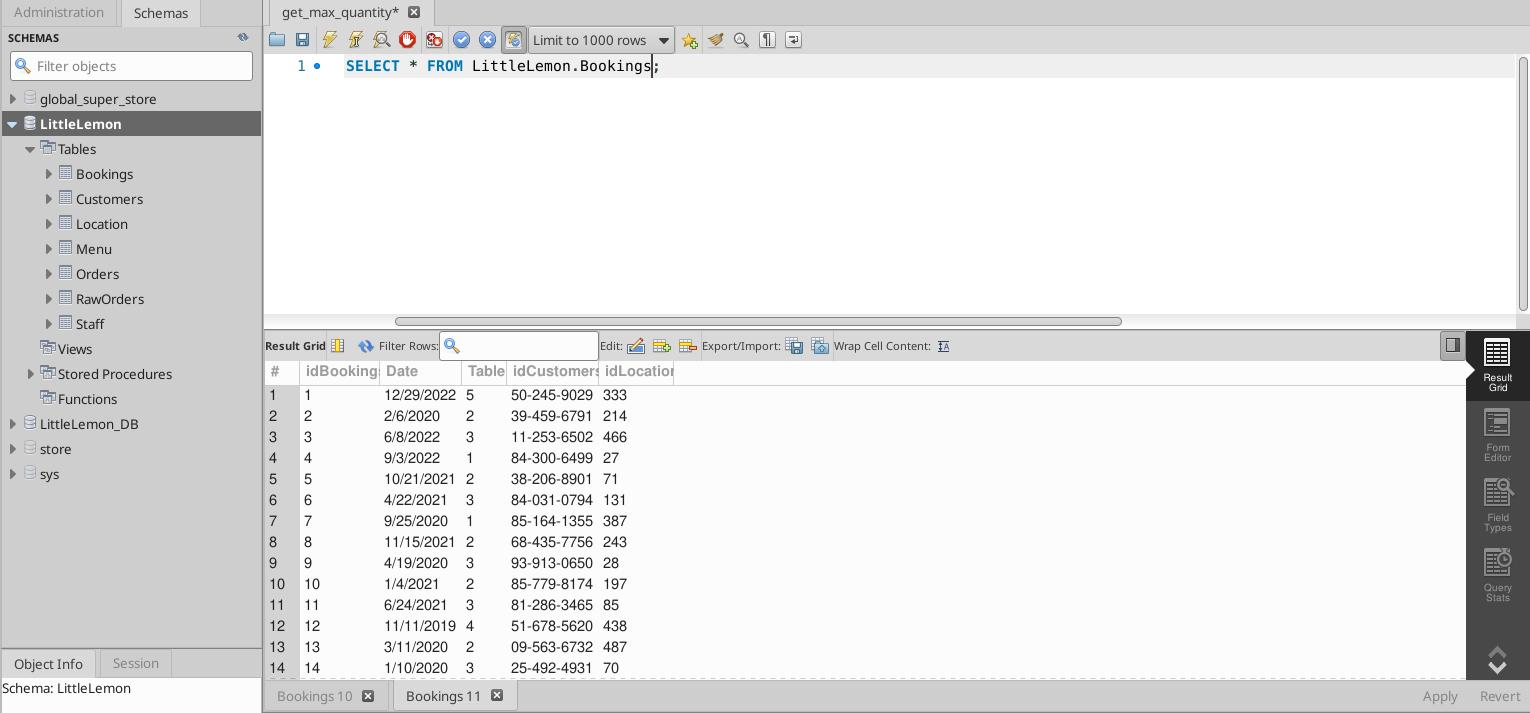 Administration Schemas
SCHEMAS
Filter objects
global_super_store
LittleLemon
Tables
Bookings
Customers
Location
Menu
Orders
RawOrders
Staff
Views
Stored Procedures
Functions
LittleLemon_DB
store
sys
Object Info Session
Schema: LittleLemon
get_max_quantity*
Limit to 1000 rows
1 SELECT * FROM LittleLemon.Bookings;
Result Grid Filter Rows: Edit: Export/Import: Wrap Cell Content:
# idBookings Date Table idCustomers idLocation
1 1 12/29/2022 5 50-245-9029 333
2 2 2/6/2020 2 39-459-6791 214
3 3 6/8/2022 3 11-253-6502 466
4 4 9/3/2022 1 84-300-6499 27
5 5 10/21/2021 2 38-206-8901 71
6 6 4/22/2021 3 84-031-0794 131
7 7 9/25/2020 1 85-164-1355 387
8 8 11/15/2021 2 68-435-7756 243
9 9 4/19/2020 3 93-913-0650 28
10 10 1/4/2021 2 85-779-8174 197
11 11 6/24/2021 3 81-286-3465 85
12 12 11/11/2019 4 51-678-5620 438
13 13 3/11/2020 2 09-563-6732 487
14 14 1/10/2020 3 25-492-4931 70
Result
Grid
Form
Editor
Field
Types
Query
Stats
Bookings 10 Bookings 11 Apply Revert